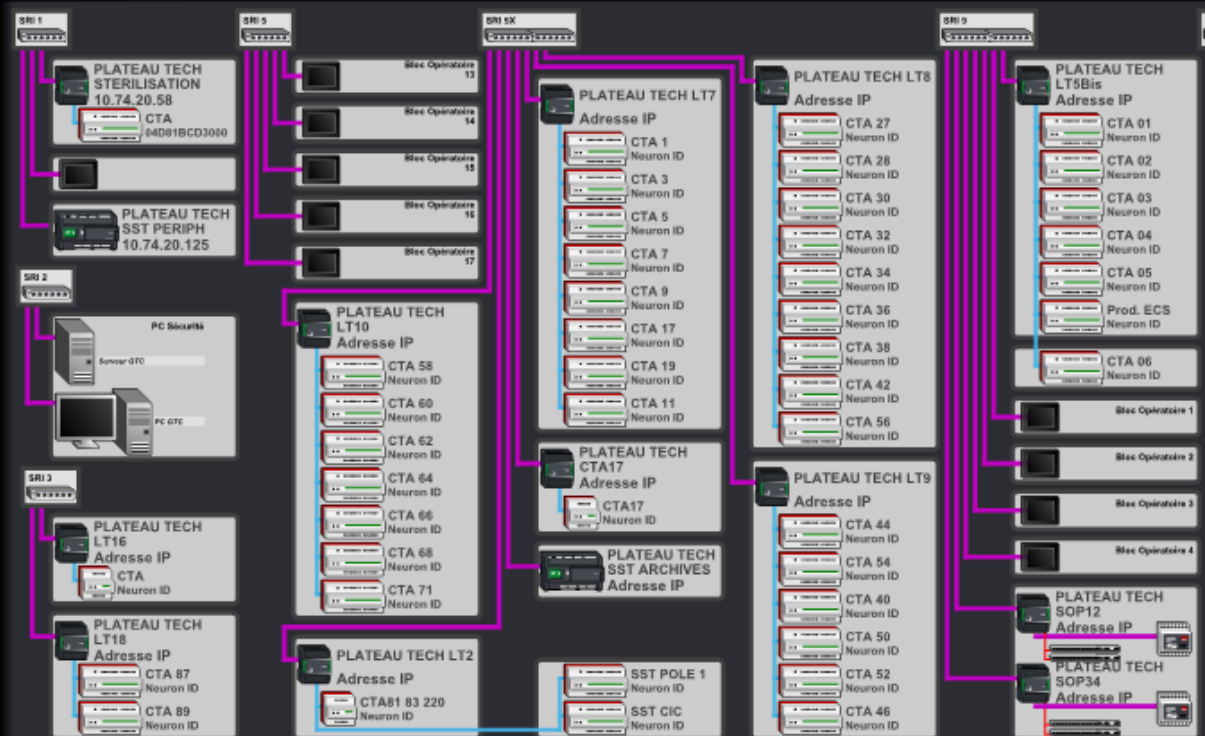 SRI 1
PLATEAU TECH
STERILISATION
10.74.20.58
CTA
04D81BCD3000
PLATEAU TECH
SST PERIPH
10.74.20.125
SRI 2
PC Sécurité
Serveur GTC
PC GTC
SRI 3
PLATEAU TECH
LT16
Adresse IP
CTA
Neuron ID
PLATEAU TECH
LT18
Adresse IP
CTA 87
Neuron ID
CTA 89
Neuron ID
SRI 5
Bloc Opératoire
13
Bloc Opératoire
14
Bloc Opératoire
15
Bloc Opératoire
16
Bloc Opératoire
17
PLATEAU TECH
LT10
Adresse IP
CTA 58
Neuron ID
CTA 60
Neuron ID
CTA 62
Neuron ID
CTA 64
Neuron ID
CTA 66
Neuron ID
CTA 68
Neuron ID
CTA 71
Neuron ID
PLATEAU TECH LT2
Adresse IP
CTA81 83 220
Neuron ID
SRI 5X
PLATEAU TECH LT7
Adresse IP
CTA 1
Neuron ID
CTA 3
Neuron ID
CTA 5
Neuron ID
CTA 7
Neuron ID
CTA 9
Neuron ID
CTA 17
Neuron ID
CTA 19
Neuron ID
CTA 11
Neuron ID
PLATEAU TECH
CTA17
Adresse IP
CTA17
Neuron ID
PLATEAU TECH
SST ARCHIVES
Adresse IP
SST POLE 1
Neuron ID
SST CIC
Neuron ID
PLATEAU TECH LT8
Adresse IP
CTA 27
Neuron ID
CTA 28
Neuron ID
CTA 30
Neuron ID
CTA 32
Neuron ID
CTA 34
Neuron ID
CTA 36
Neuron ID
CTA 38
Neuron ID
CTA 42
Neuron ID
CTA 56
Neuron ID
PLATEAU TECH LT9
Adresse IP
CTA 44
Neuron ID
CTA 54
Neuron ID
CTA 40
Neuron ID
CTA 50
Neuron ID
CTA 52
Neuron ID
CTA 46
Neuron ID
SRI 9
PLATEAU TECH
LT5Bis
Adresse IP
CTA 01
Neuron ID
CTA 02
Neuron ID
CTA 03
Neuron ID
CTA 04
Neuron ID
CTA 05
Neuron ID
Prod. ECS
Neuron ID
CTA 06
Neuron ID
Bloc Opératoire 1
Bloc Opératoire 2
Bloc Opératoire 3
Bloc Opératoire 4
PLATEAU TECH
SOP12
Adresse IP
PLATEAU TECH
SOP34
Adresse IP